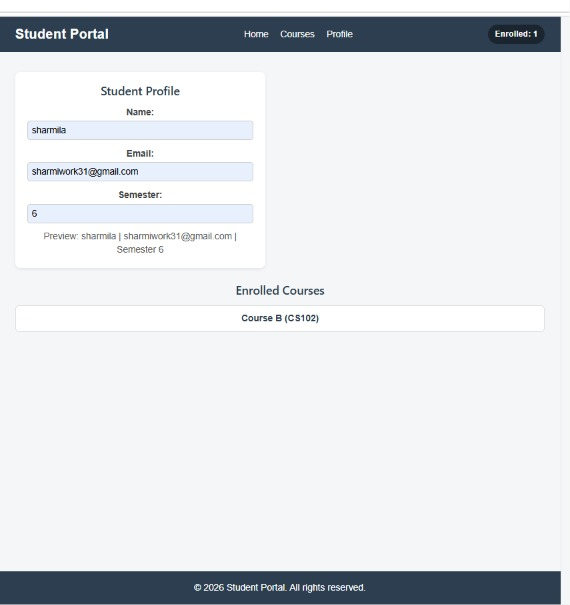 Student Portal
Home Courses Profile
Enrolled: 1
Student Profile
Name:
sharmila
Email:
sharmiwork31@gmail.com
Semester:
6
Preview: sharmila | sharmiwork31@gmail.com |
Semester 6
Enrolled Courses
Course B (CS102)
© 2026 Student Portal. All rights reserved.